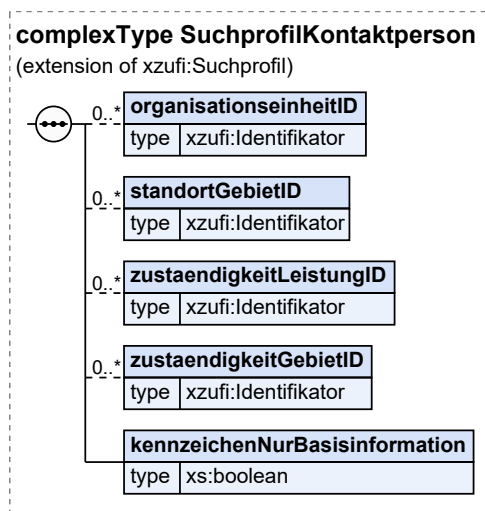 complexType SuchprofilKontaktperson
(extension of xzufi:Suchprofil)
0..* organisationseinheitID
type xzufi:Identifikator
0..* standortGebietID
type xzufi:Identifikator
0..* zustaendigkeitLeistungID
type xzufi:Identifikator
0..* zustaendigkeitGebietID
type xzufi:Identifikator
kennzeichenNurBasisinformation
type xs:boolean